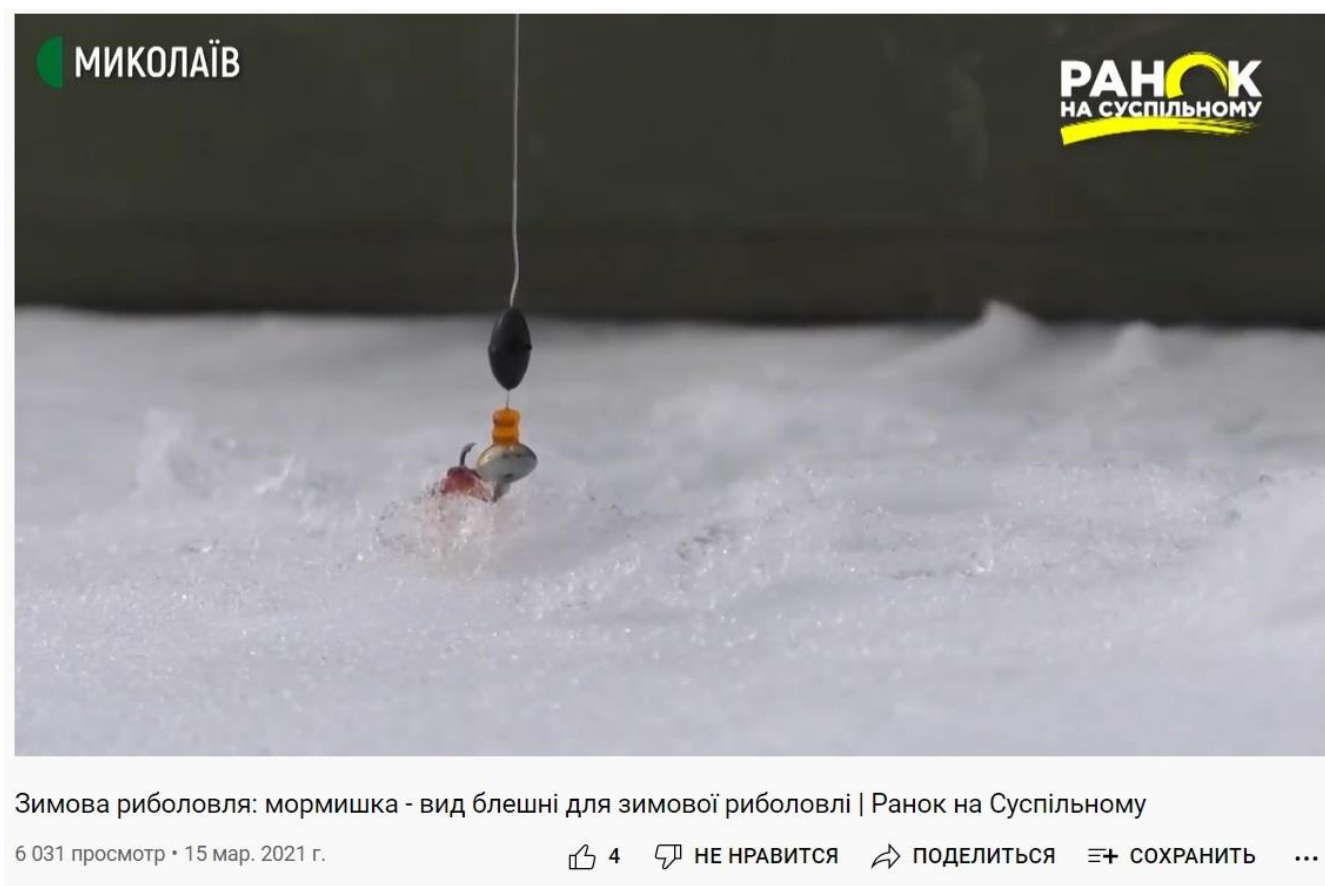 МИКОЛАЇВ
РАНОК
НА СУСПІЛЬНОМУ
Зимова риболовля: мормишка - вид блешні для зимової риболовлі | Ранок на Суспільному
6 031 просмотр • 15 мар. 2021 г.
4 НЕ НРАВИТСЯ ПОДЕЛИТЬСЯ СОХРАНИТЬ ...